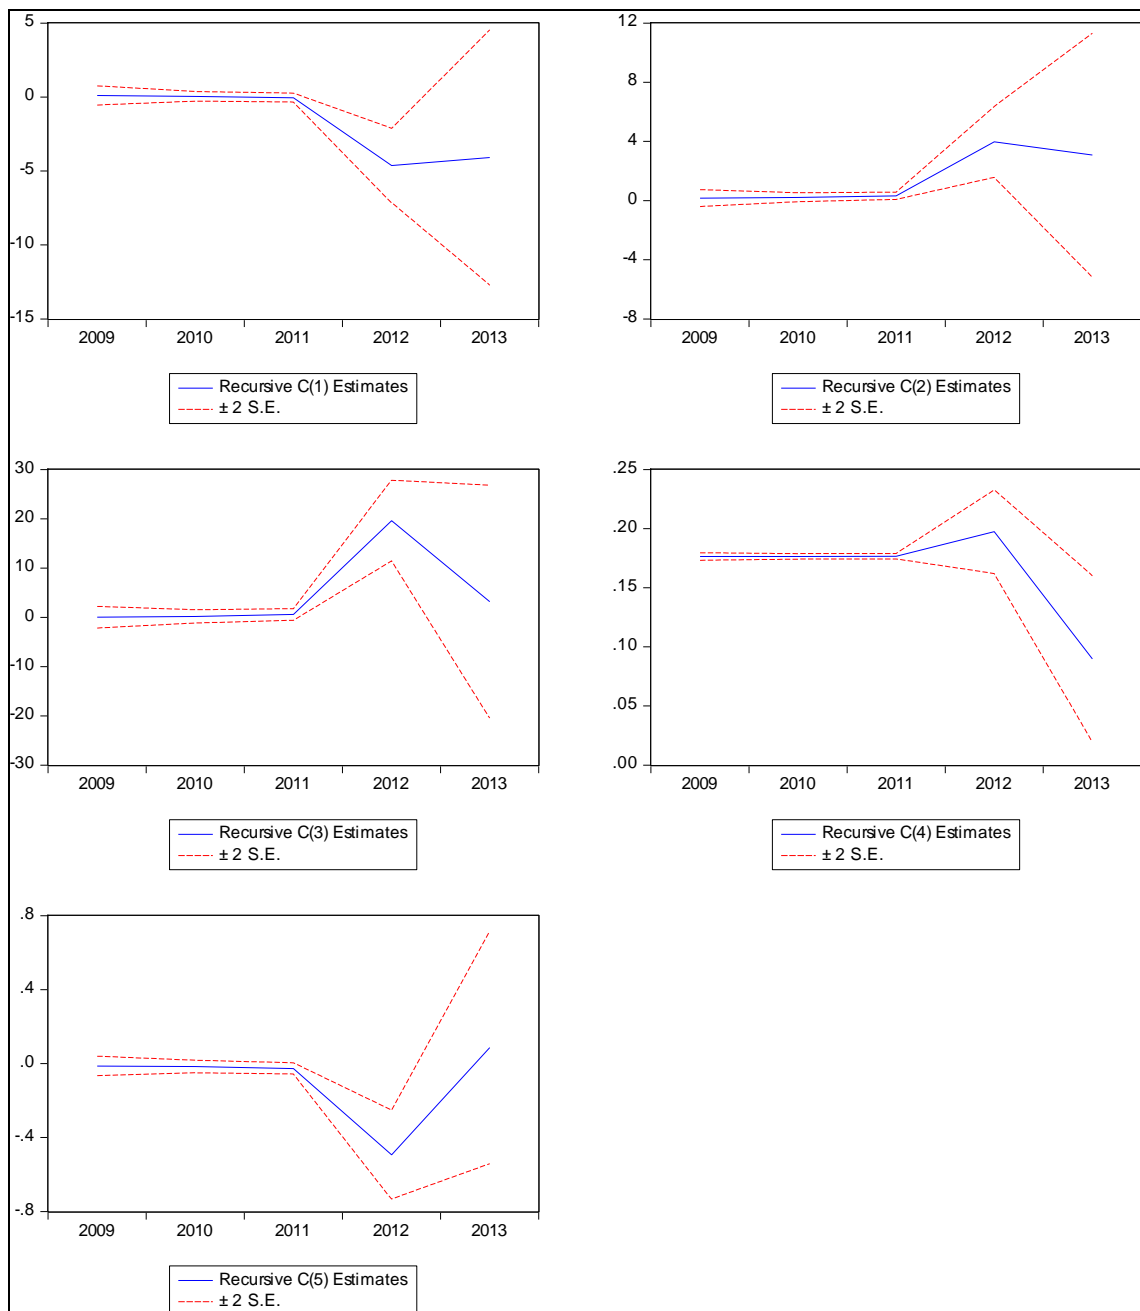 5
0
-5
-10
-15
2009 2010 2011 2012 2013
Recursive C(1) Estimates
± 2 S.E.
12
8
4
0
-4
-8
2009 2010 2011 2012 2013
Recursive C(2) Estimates
± 2 S.E.
30
20
10
0
-10
-20
-30
2009 2010 2011 2012 2013
Recursive C(3) Estimates
± 2 S.E.
.25
.20
.15
.10
.05
.00
2009 2010 2011 2012 2013
Recursive C(4) Estimates
± 2 S.E.
.8
.4
.0
-.4
-.8
2009 2010 2011 2012 2013
Recursive C(5) Estimates
± 2 S.E.